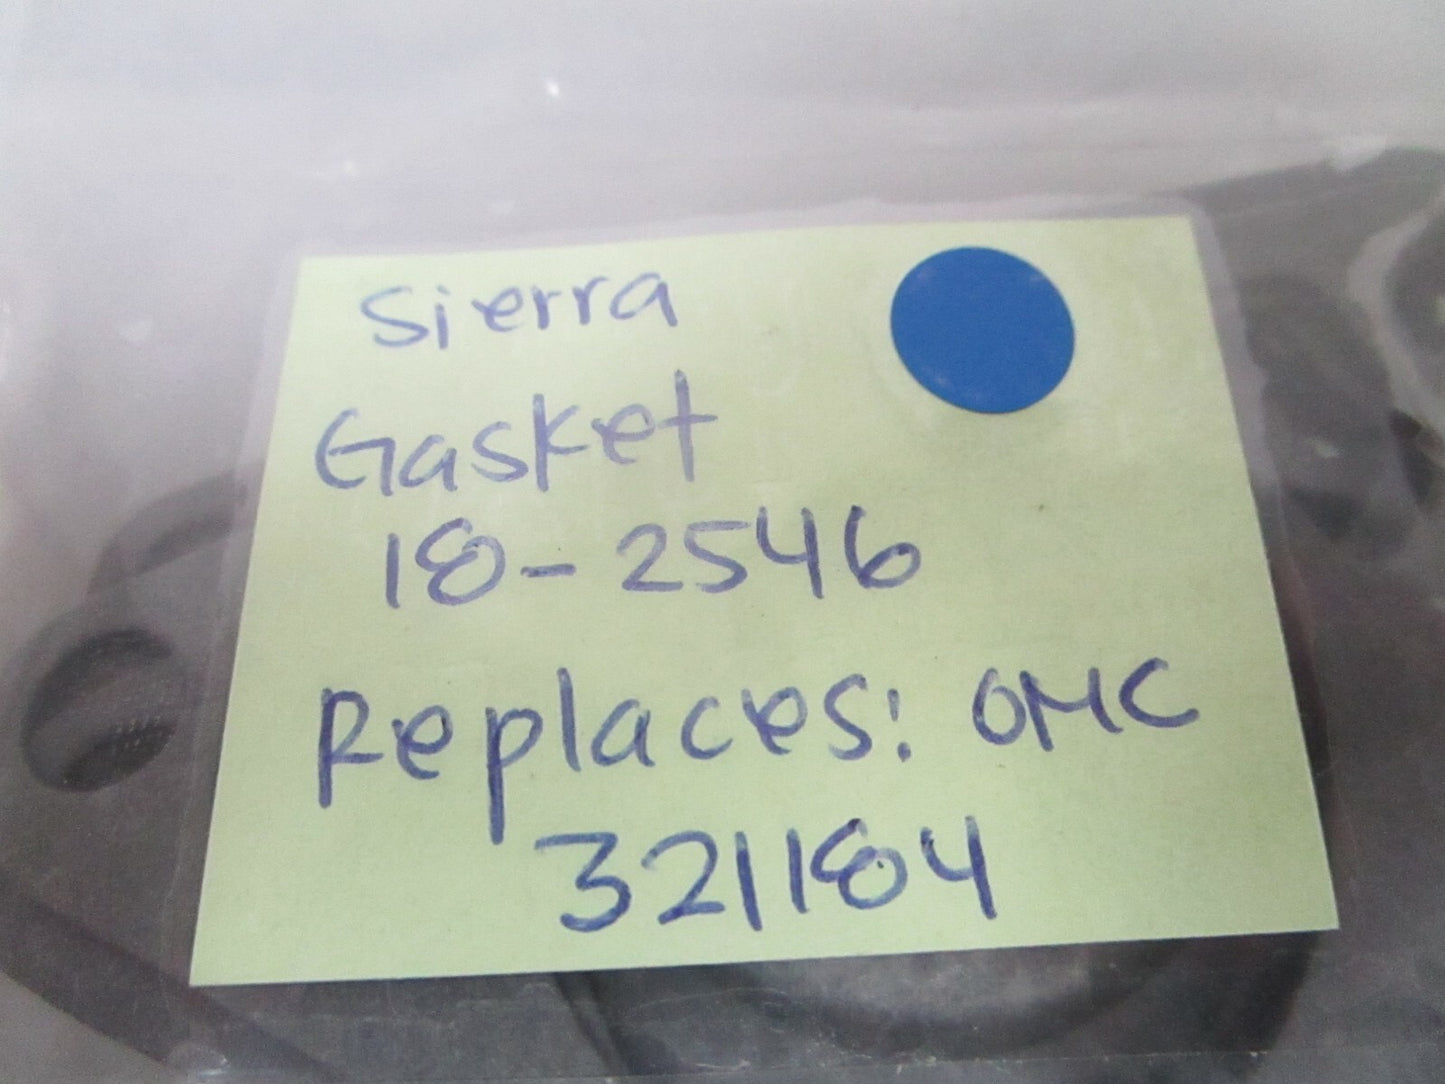 Sierra
Gasket
18-2546
Replaces: OMC
321184